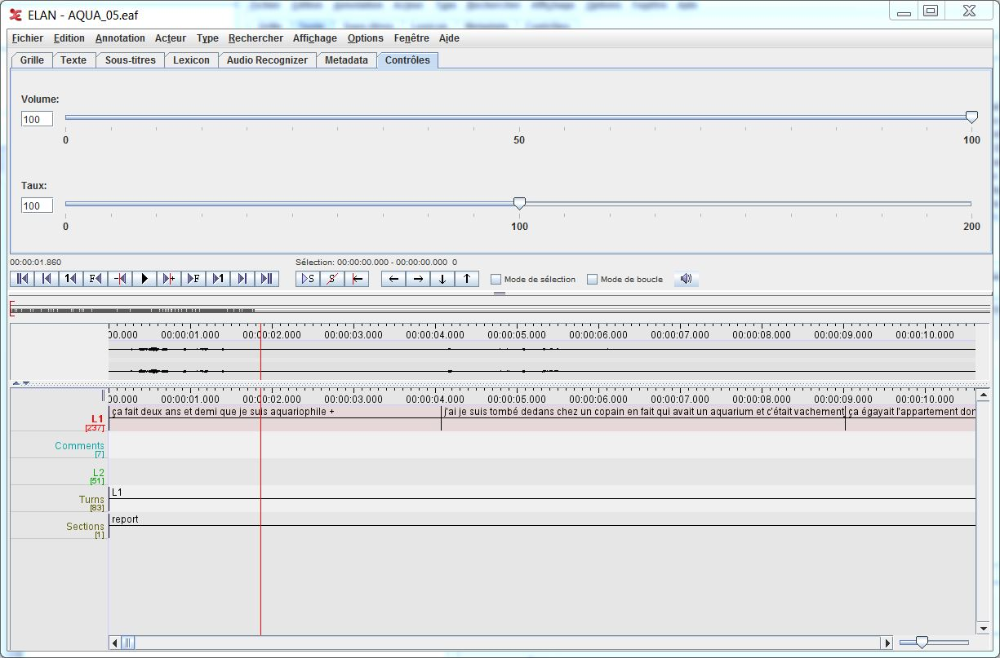 ELAN - AQUA_05.eaf
Fichier Edition Annotation Acteur Type Rechercher Affichage Options Fenêtre Aide
Grille Texte Sous-titres Lexicon Audio Recognizer Metadata Contrôles
Volume:
100
0 50 100
Taux:
100
0 100 200
00:00:01.860 Sélection: 00:00:00.000 - 00:00:00.000 0
1 F F 1 S S Mode de sélection Mode de boucle
00.000 00:00:01.000 00:00:02.000 00:00:03.000 00:00:04.000 00:00:05.000 00:00:06.000 00:00:07.000 00:00:08.000 00:00:09.000 00:00:10.000
00.000 00:00:01.000 00:00:02.000 00:00:03.000 00:00:04.000 00:00:05.000 00:00:06.000 00:00:07.000 00:00:08.000 00:00:09.000 00:00:10.000
L1 ça fait deux ans et demi que je suis aquariophile + j'ai je suis tombé dedans chez un copain en fait qui avait un aquarium et c'était vachement ça égayait l'appartement don
[237]
Comments
[7]
L2
[51]
Turns L1
[83]
Sections report
[1]